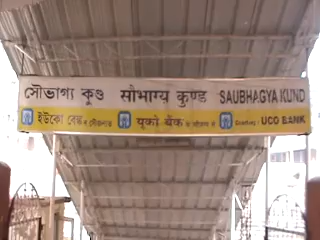 সৌভাগ্য কুণ্ড सौभाग्य कुण्ड SAUBHAGYA KUND
ইউকো বেঙ্ক यूको बैंक UCO BANK